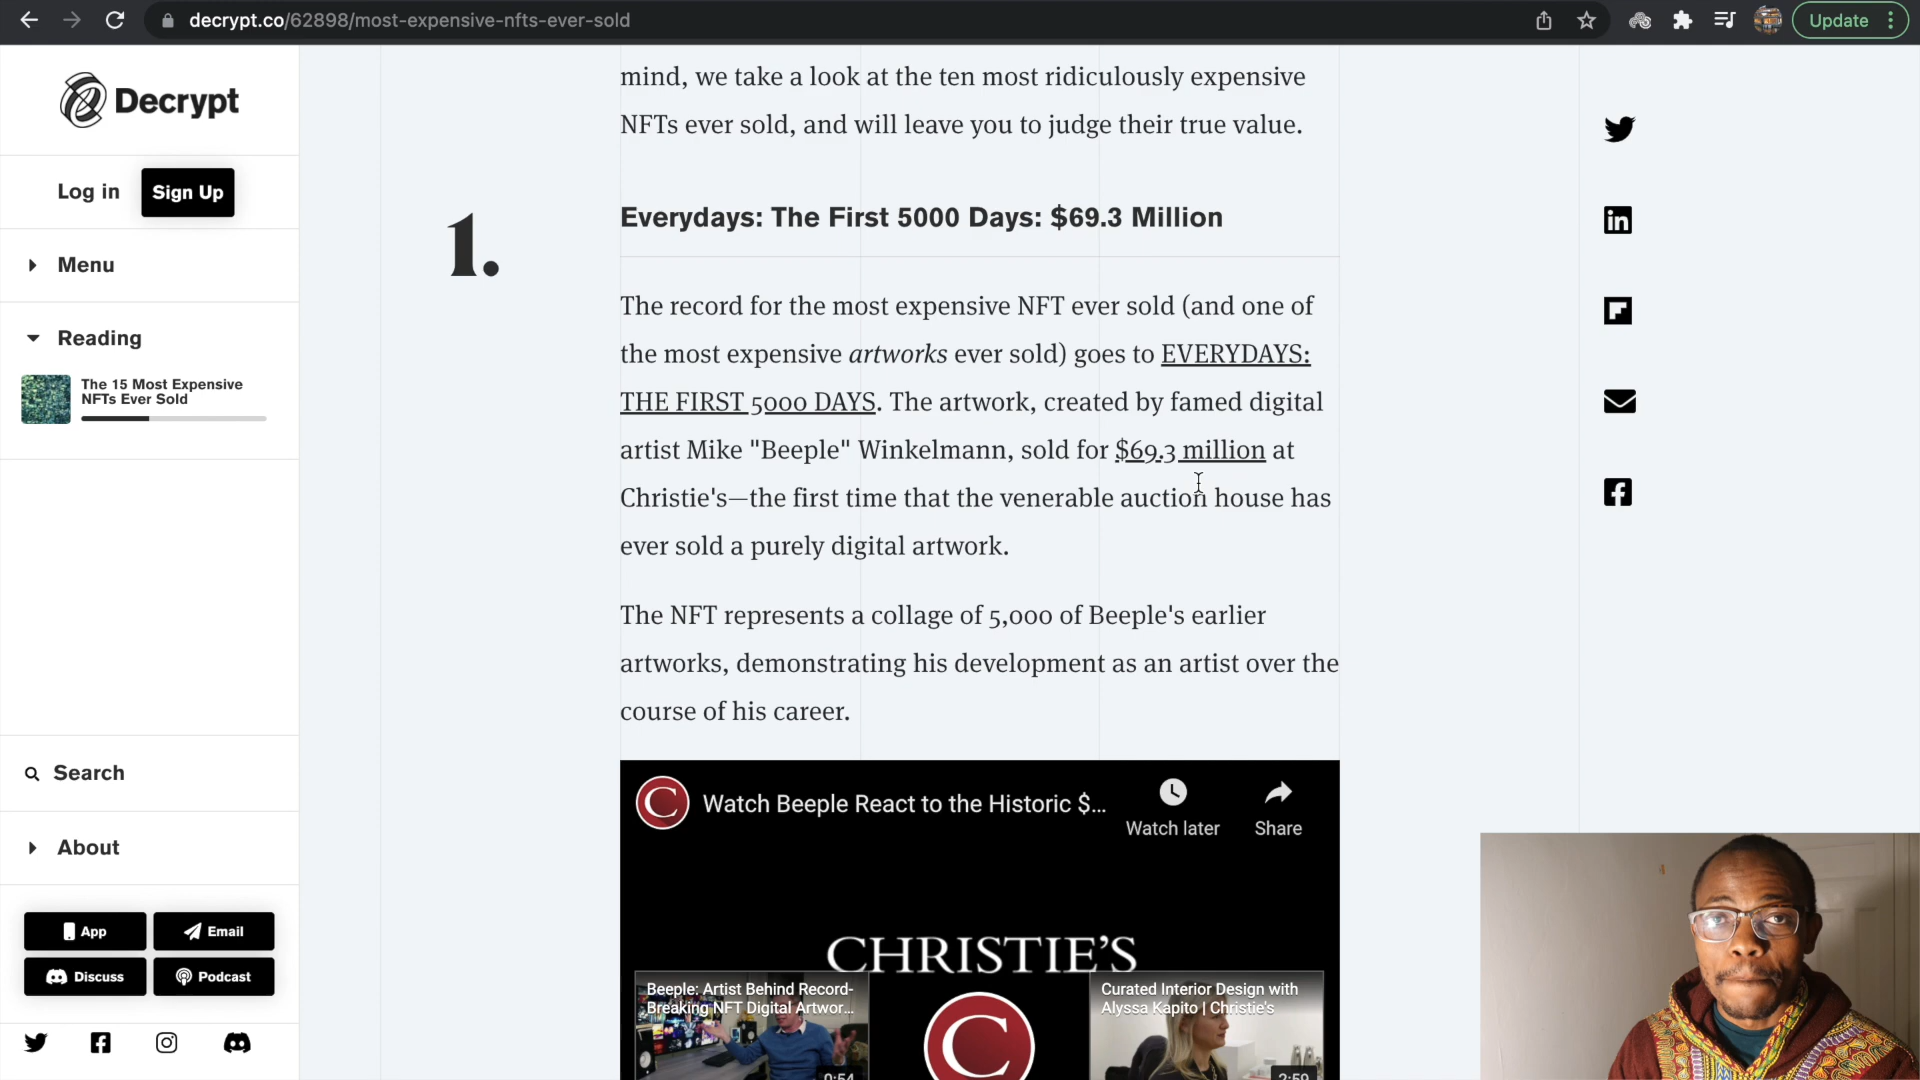 decrypt.co/62898/most-expensive-nfts-ever-sold
Update
Decrypt
Log in
Sign Up
Menu
Reading
The 15 Most Expensive
NFTs Ever Sold
Search
About
App
Email
Discuss
Podcast
mind, we take a look at the ten most ridiculously expensive
NFTs ever sold, and will leave you to judge their true value.
1.
Everydays: The First 5000 Days: $69.3 Million
The record for the most expensive NFT ever sold (and one of
the most expensive artworks ever sold) goes to EVERYDAYS:
THE FIRST 5000 DAYS. The artwork, created by famed digital
artist Mike "Beeple" Winkelmann, sold for $69.3 million at
Christie's—the first time that the venerable auction house has
ever sold a purely digital artwork.
The NFT represents a collage of 5,000 of Beeple's earlier
artworks, demonstrating his development as an artist over the
course of his career.
C
Watch Beeple React to the Historic $...
Watch later
Share
CHRISTIE'S
Beeple: Artist Behind Record-
Breaking NFT Digital Artwor...
0:54
C
Curated Interior Design with
Alyssa Kapito | Christie's
2:59